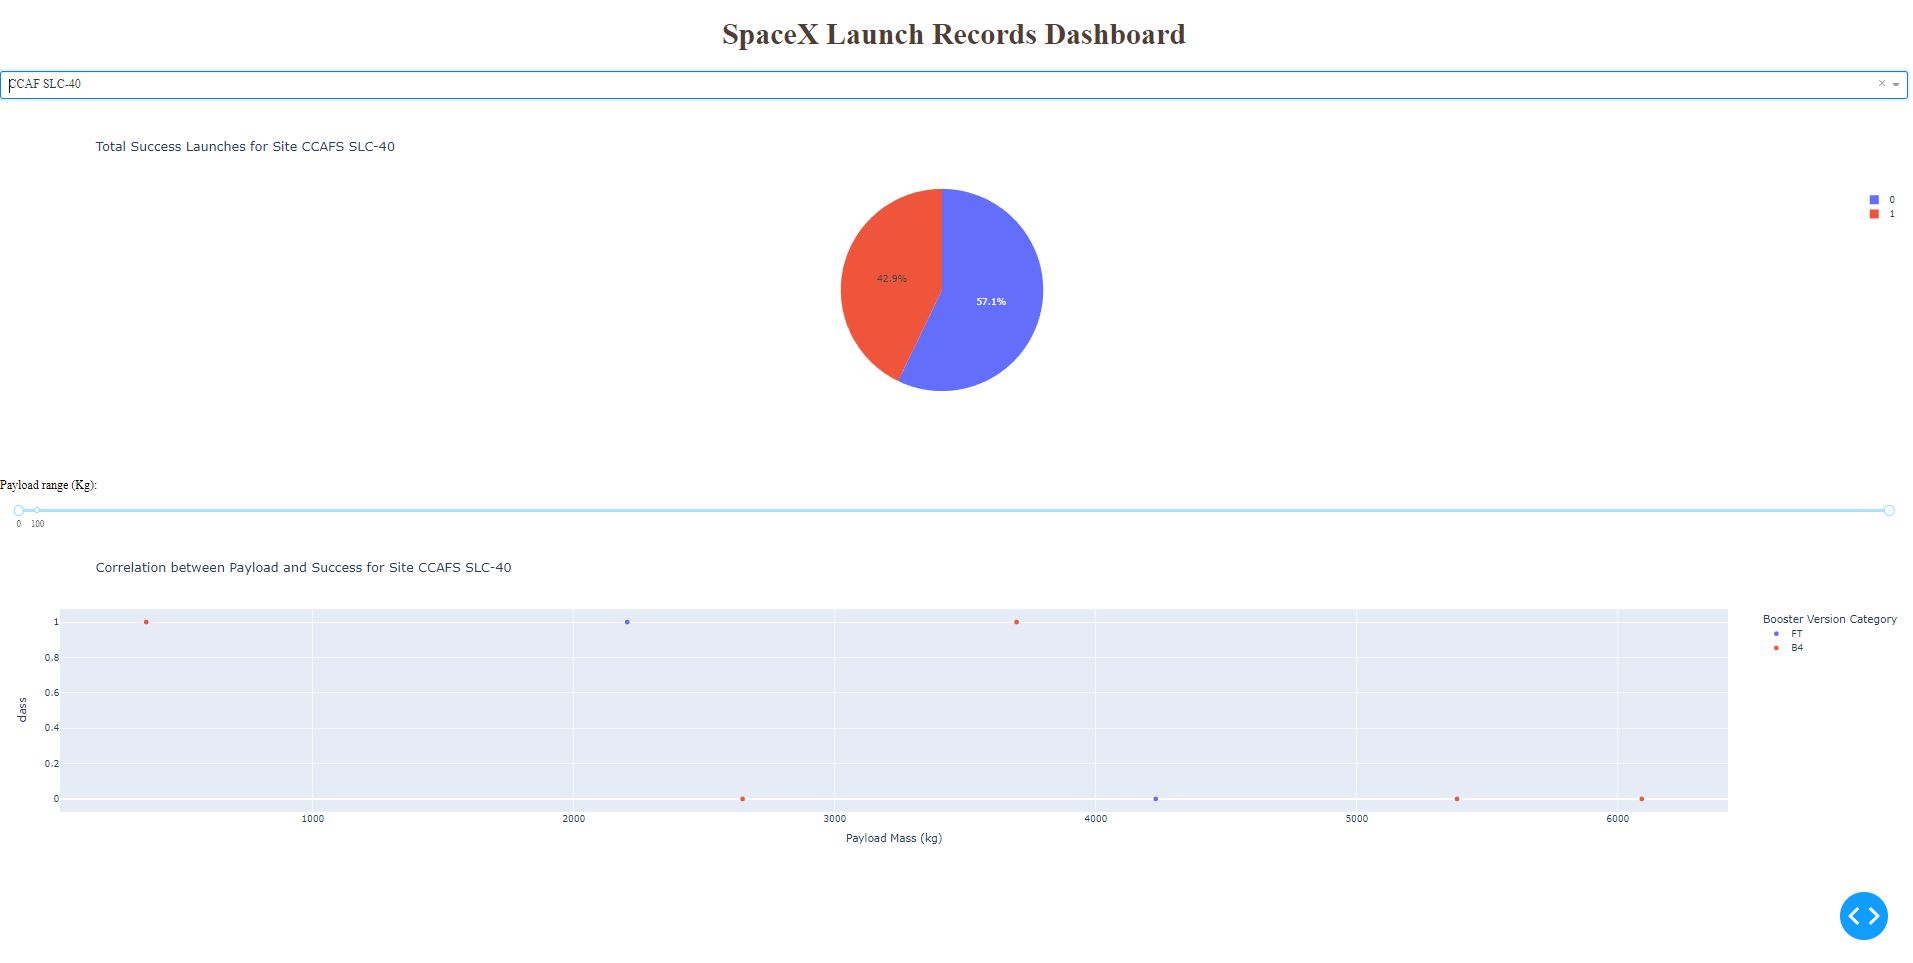 SpaceX Launch Records Dashboard
CCAF SLC-40 ×
Total Success Launches for Site CCAFS SLC-40
0
1
42.9%
57.1%
Payload range (Kg):
0 100
Correlation between Payload and Success for Site CCAFS SLC-40
1
0.8
0.6
0.4
0.2
0
class
1000 2000 3000 4000 5000 6000
Payload Mass (kg)
Booster Version Category
FT
B4